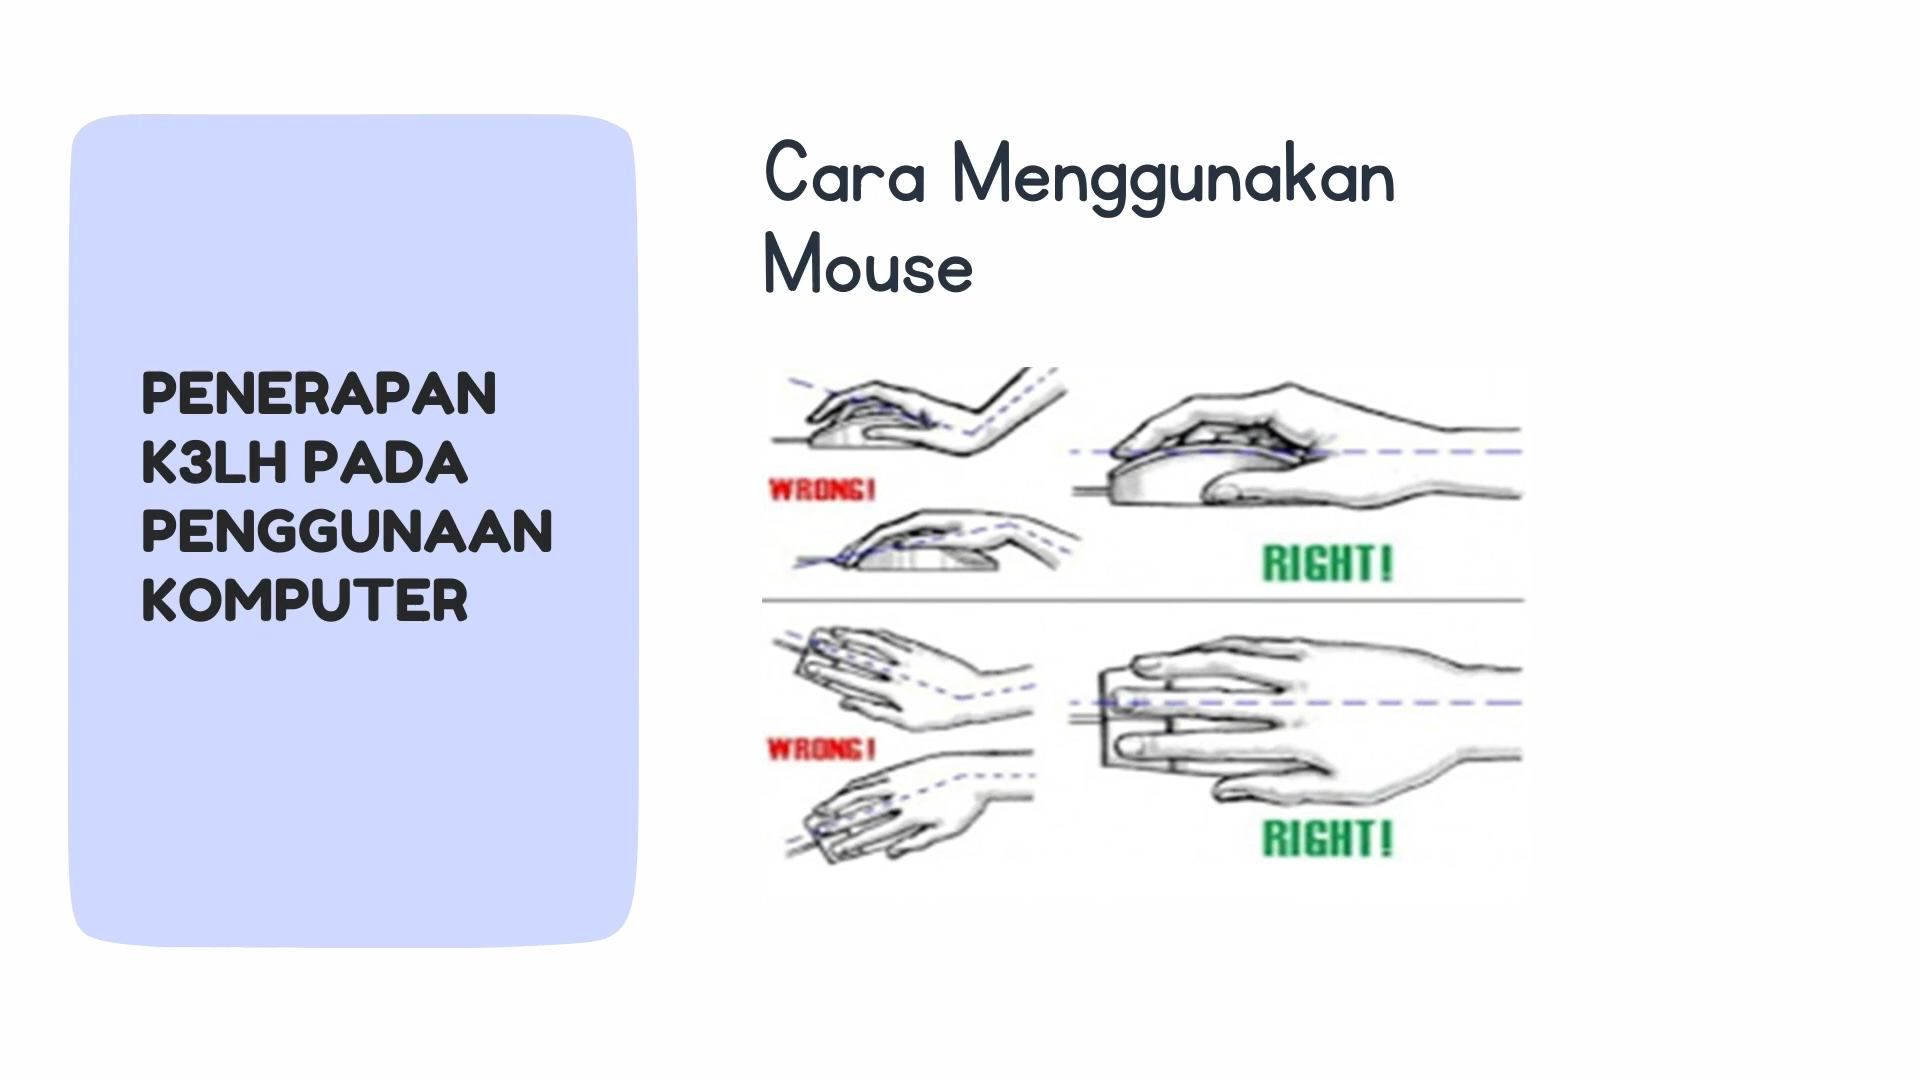 PENERAPAN
K3LH PADA
PENGGUNAAN
KOMPUTER
Cara Menggunakan
Mouse
WRONG!
RIGHT!
WRONG!
RIGHT!